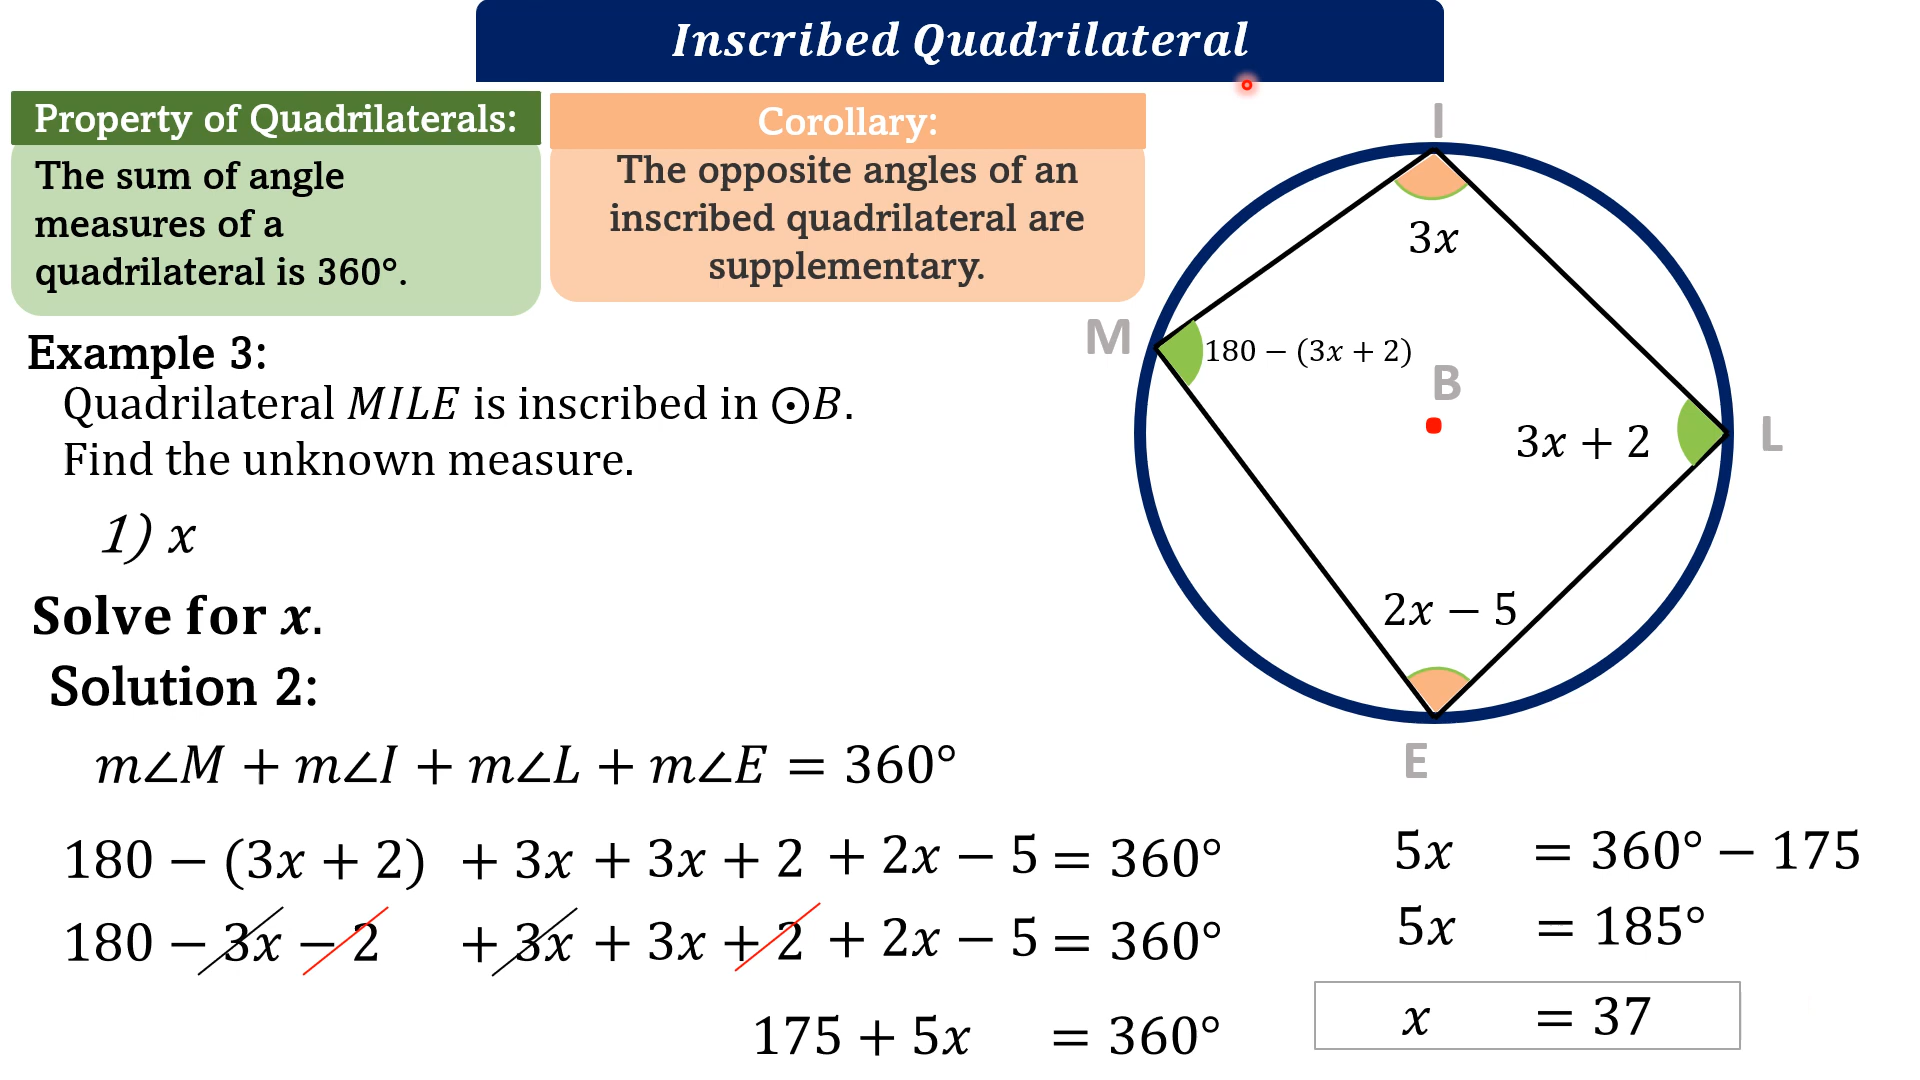 Inscribed Quadrilateral
Property of Quadrilaterals:
The sum of angle
measures of a
quadrilateral is 360°.
Corollary:
The opposite angles of an
inscribed quadrilateral are
supplementary.
Example 3:
Quadrilateral MILE is inscribed in ⊙B.
Find the unknown measure.
1) x
Solve for x.
Solution 2:
m∠M + m∠I + m∠L + m∠E = 360°
180 − (3x + 2) + 3x + 3x + 2 + 2x − 5 = 360°
180 − 3x − 2 + 3x + 3x + 2 + 2x − 5 = 360°
175 + 5x = 360°
I
3x
M
180 − (3x + 2)
B
3x + 2
L
2x − 5
E
5x = 360° − 175
5x = 185°
x = 37